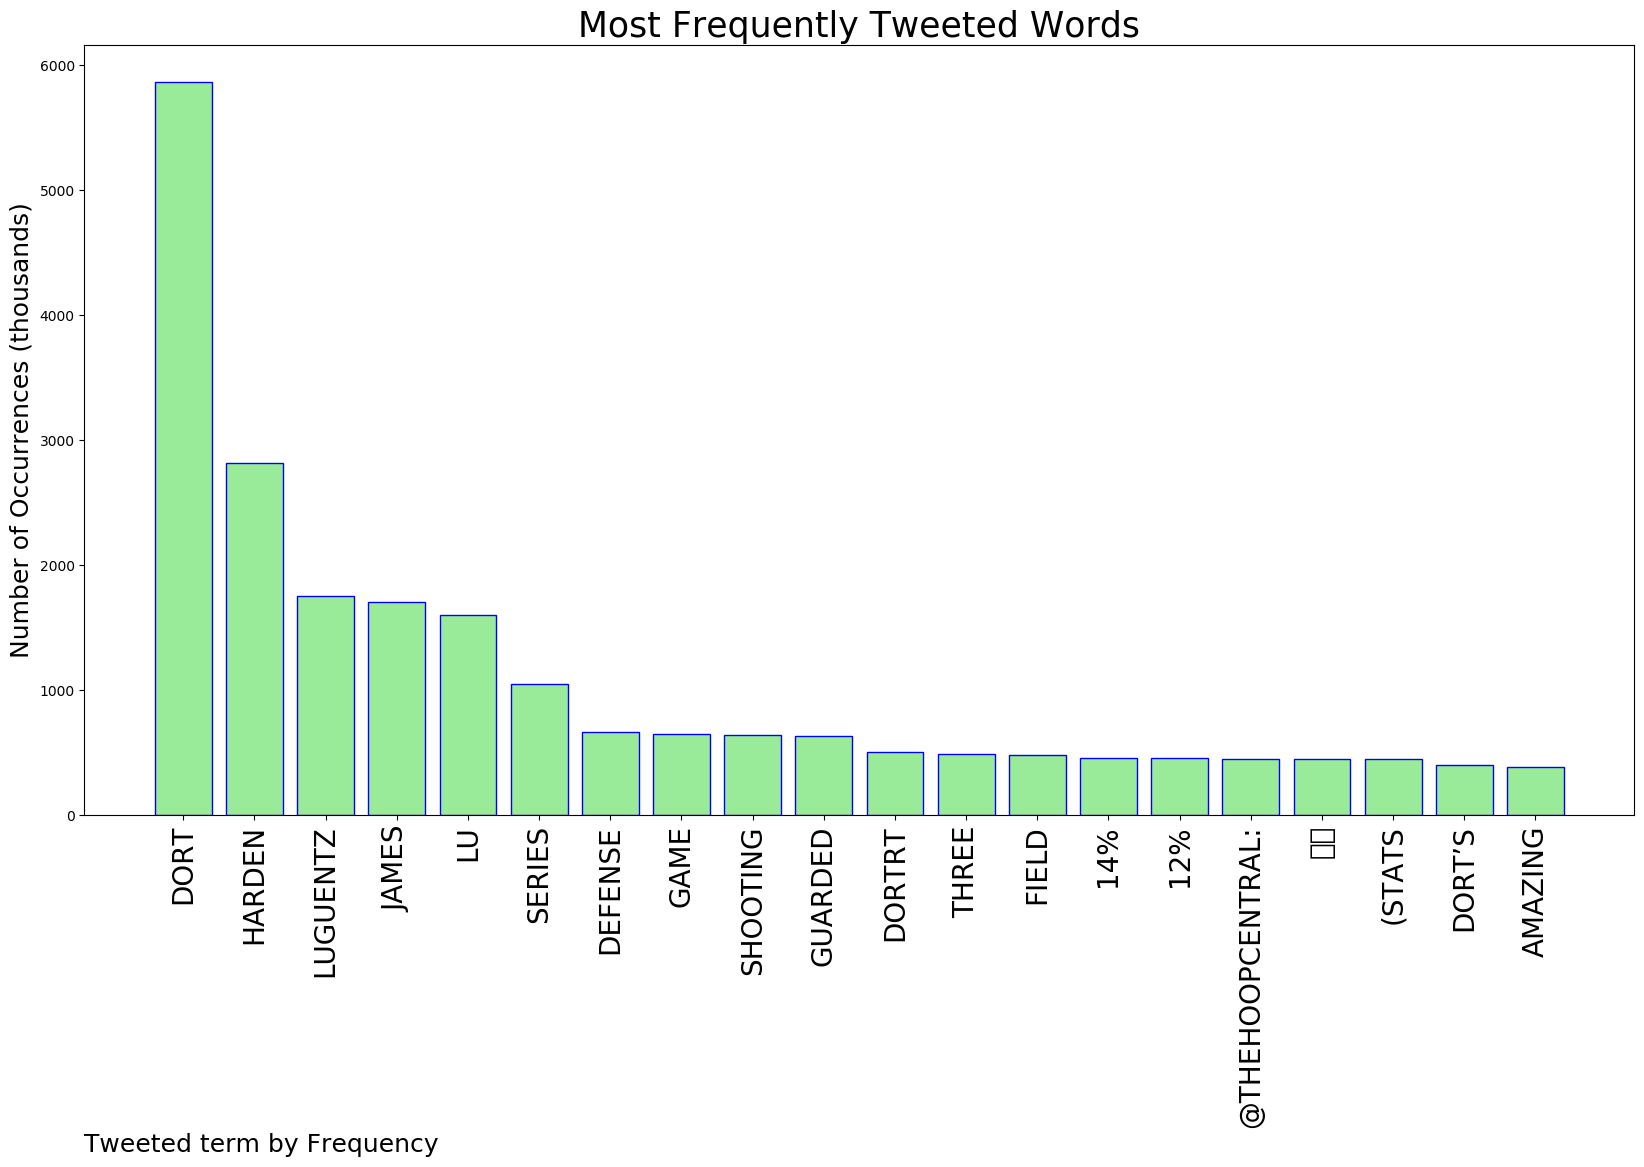 Most Frequently Tweeted Words
Number of Occurrences (thousands)
6000
5000
4000
3000
2000
1000
0
DORT
HARDEN
LUGUENTZ
JAMES
LU
SERIES
DEFENSE
GAME
SHOOTING
GUARDED
DORTRT
THREE
FIELD
14%
12%
@THEHOOPCENTRAL:
▯▯
(STATS
DORT’S
AMAZING
Tweeted term by Frequency